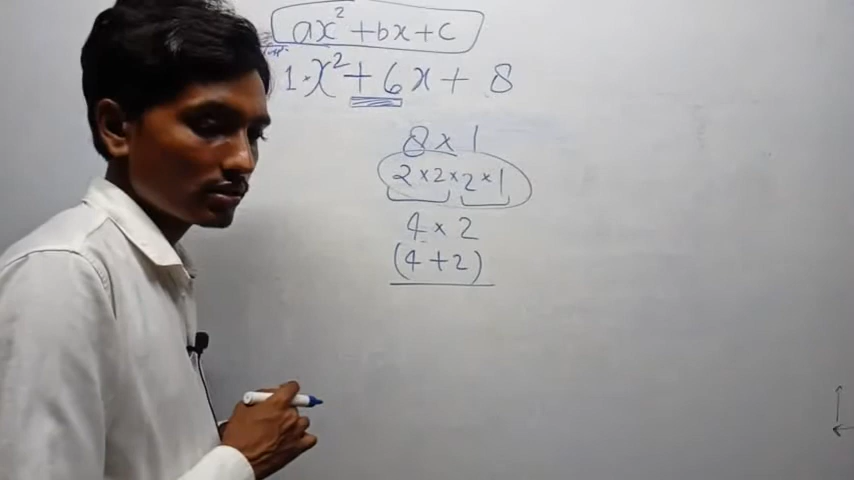 ax² + bx + c
1·x² + 6x + 8
8 × 1
2 × 2 × 2 × 1
4 × 2
(4 + 2)